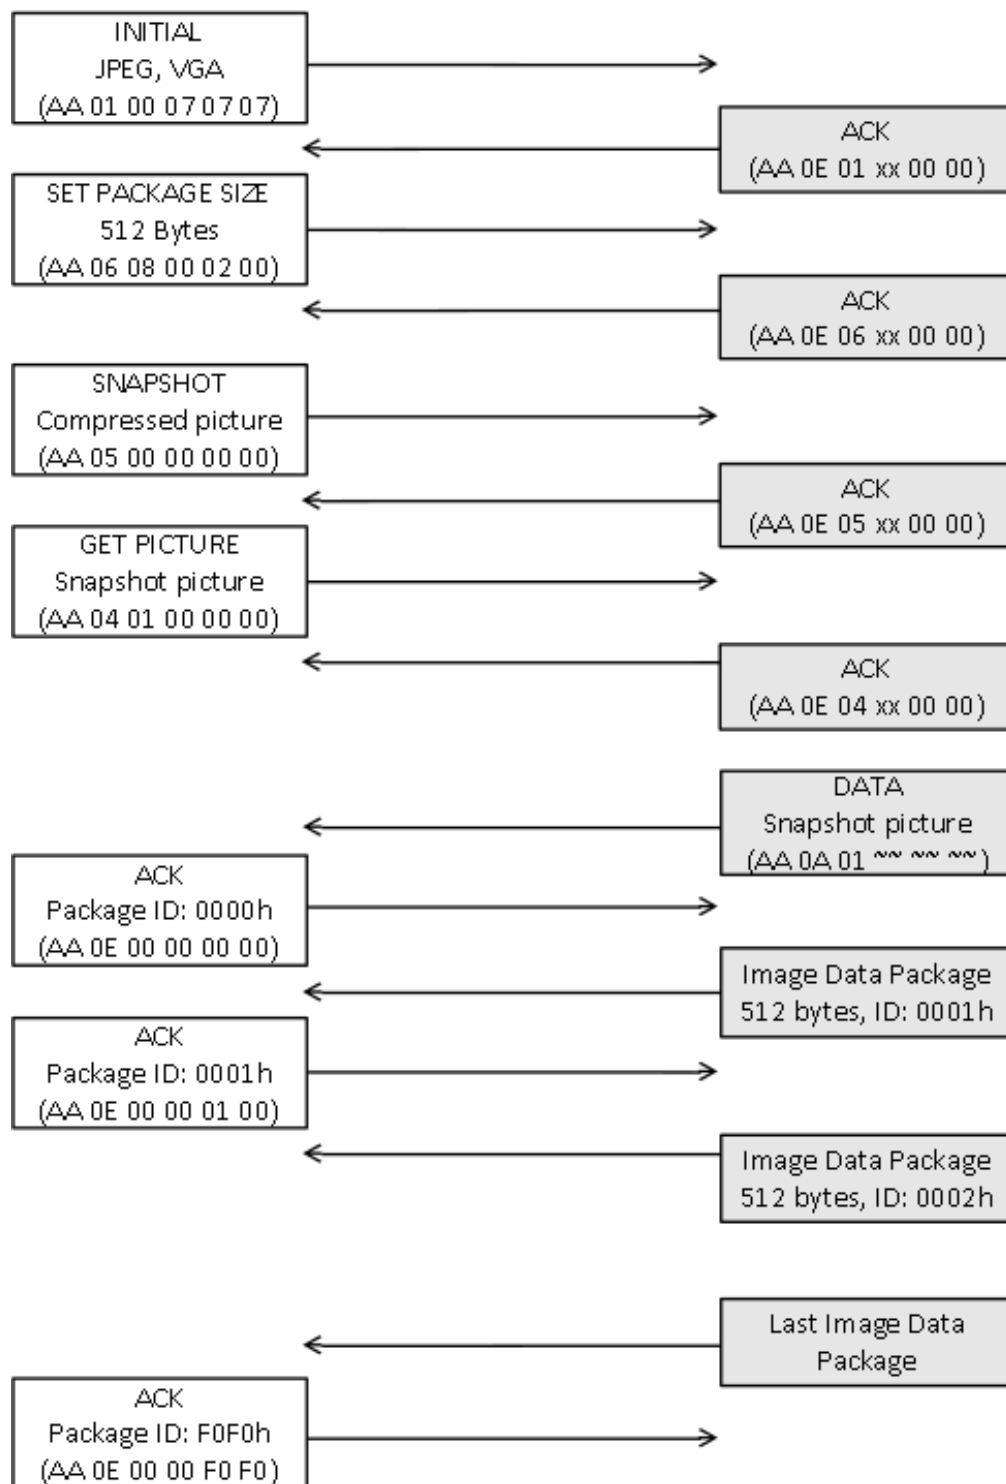 INITIAL
JPEG, VGA
(AA 01 00 07 07 07)
ACK
(AA 0E 01 xx 00 00)
SET PACKAGE SIZE
512 Bytes
(AA 06 08 00 02 00)
ACK
(AA 0E 06 xx 00 00)
SNAPSHOT
Compressed picture
(AA 05 00 00 00 00)
ACK
(AA 0E 05 xx 00 00)
GET PICTURE
Snapshot picture
(AA 04 01 00 00 00)
ACK
(AA 0E 04 xx 00 00)
DATA
Snapshot picture
(AA 0A 01 ~~ ~~ ~~)
ACK
Package ID: 0000h
(AA 0E 00 00 00 00)
Image Data Package
512 bytes, ID: 0001h
ACK
Package ID: 0001h
(AA 0E 00 00 01 00)
Image Data Package
512 bytes, ID: 0002h
Last Image Data
Package
ACK
Package ID: F0F0h
(AA 0E 00 00 F0 F0)